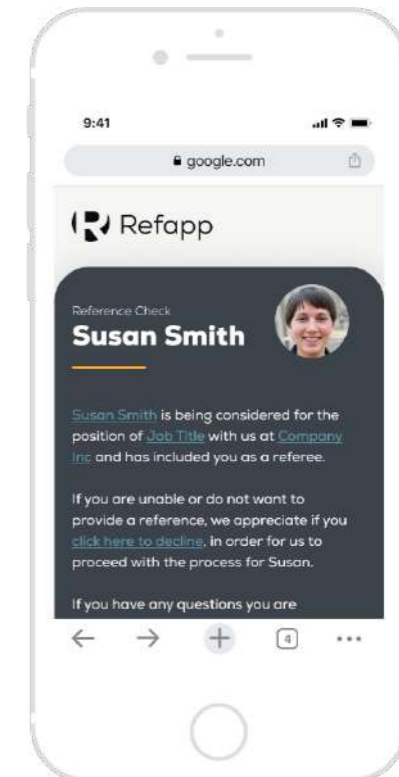 9:41
google.com
Refapp
Reference Check
Susan Smith
Susan Smith is being considered for the
position of Job Title with us at Company
Inc and has included you as a referee.
If you are unable or do not want to
provide a reference, we appreciate if you
click here to decline, in order for us to
proceed with the process for Susan.
If you have any questions you are
4